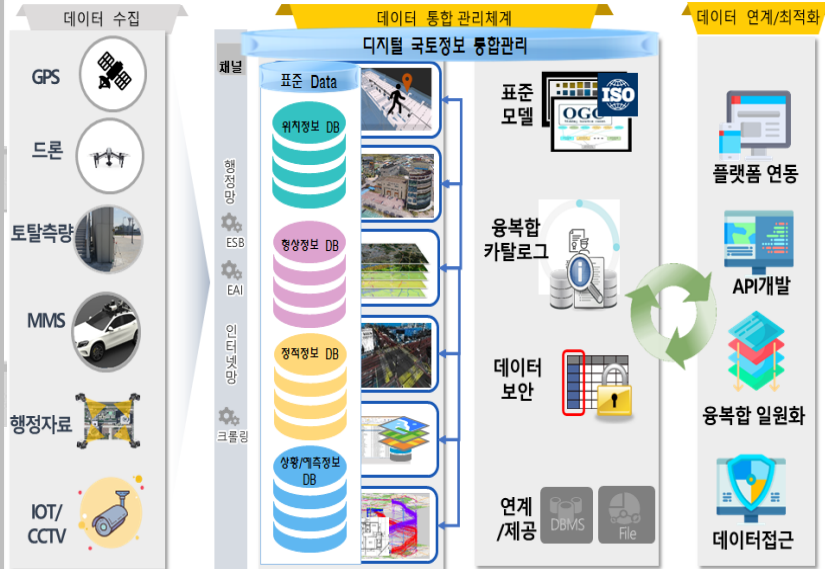 데이터 수집
GPS
드론
토탈측량
MMS
행정자료
IOT/
CCTV
데이터 통합 관리체계
디지털 국토정보 통합관리
채널
행정망
ESB
EAI
인터넷망
크롤링
표준 Data
위치정보 DB
형상정보 DB
정적정보 DB
상황/예측정보
DB
표준
모델
ISO
OGC
융복합
카탈로그
데이터
보안
연계
/제공
DBMS
File
데이터 연계/최적화
플랫폼 연동
API개발
융복합 일원화
데이터접근